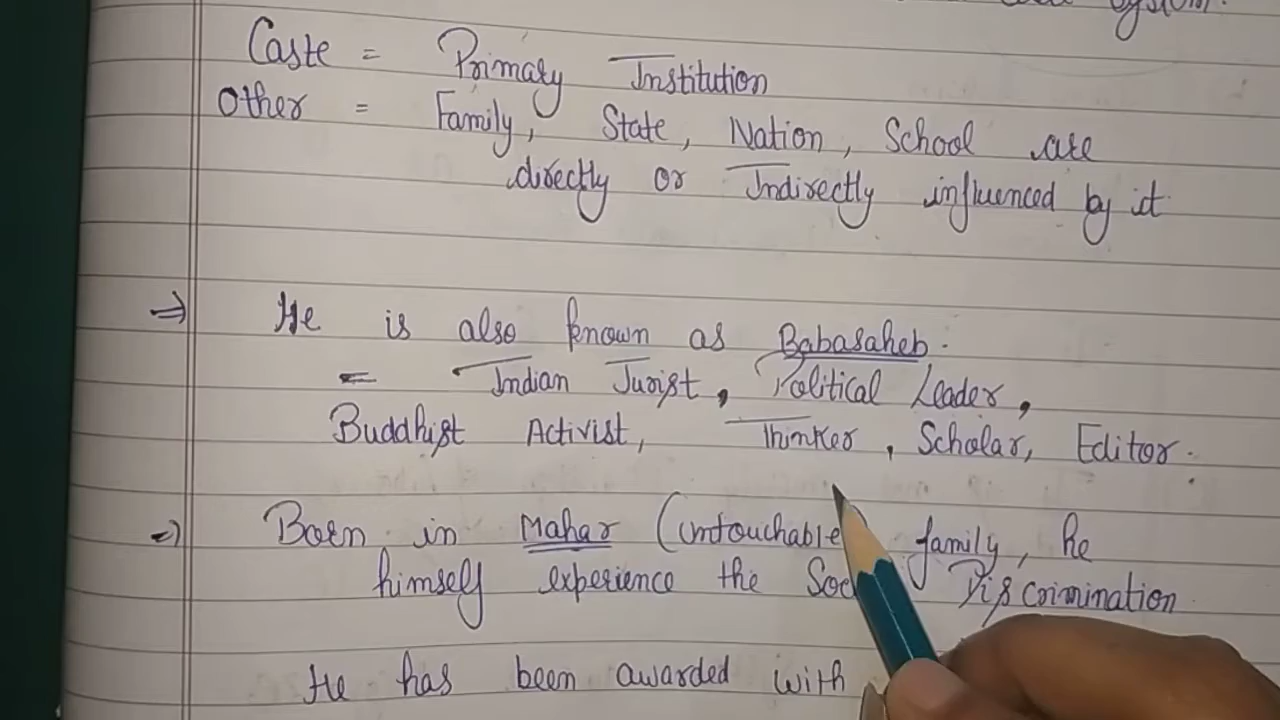 System.
Caste = Primary Institution
Other = Family, State, Nation, School are
directly or Indirectly influenced by it
⇒ He is also known as Babasaheb.
= Indian Jurist, Political Leader,
Buddhist Activist, Thinker, Scholar, Editor.
⇒ Born in Mahar (untouchable) family, he
himself experience the Discrimination
He has been awarded with